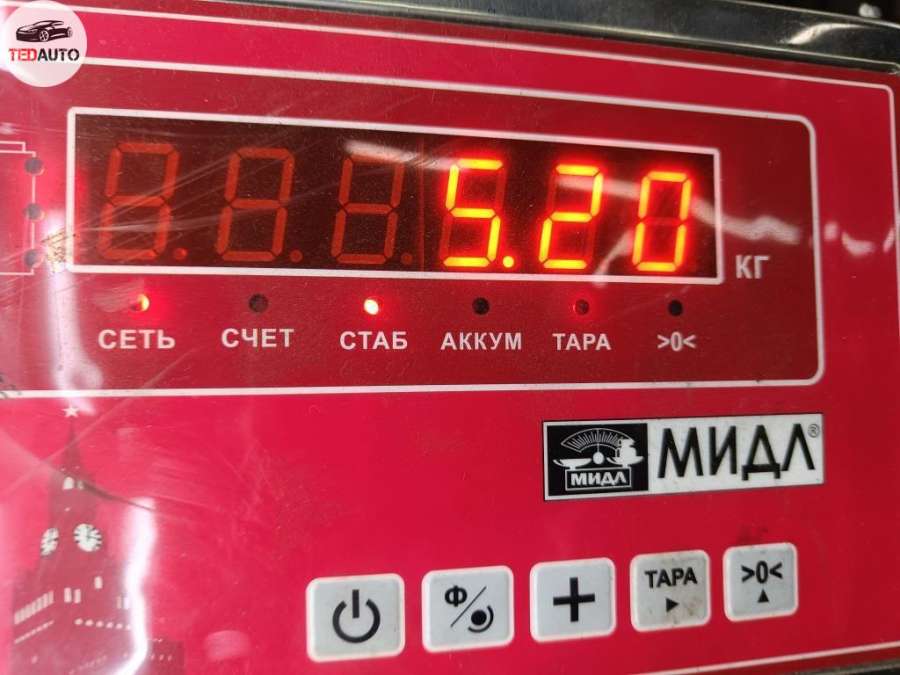 TEDAUTO
5.20
КГ
СЕТЬ СЧЕТ СТАБ АККУМ ТАРА >0<
МИДЛ МИДЛ®
Ф
ТАРА >0<